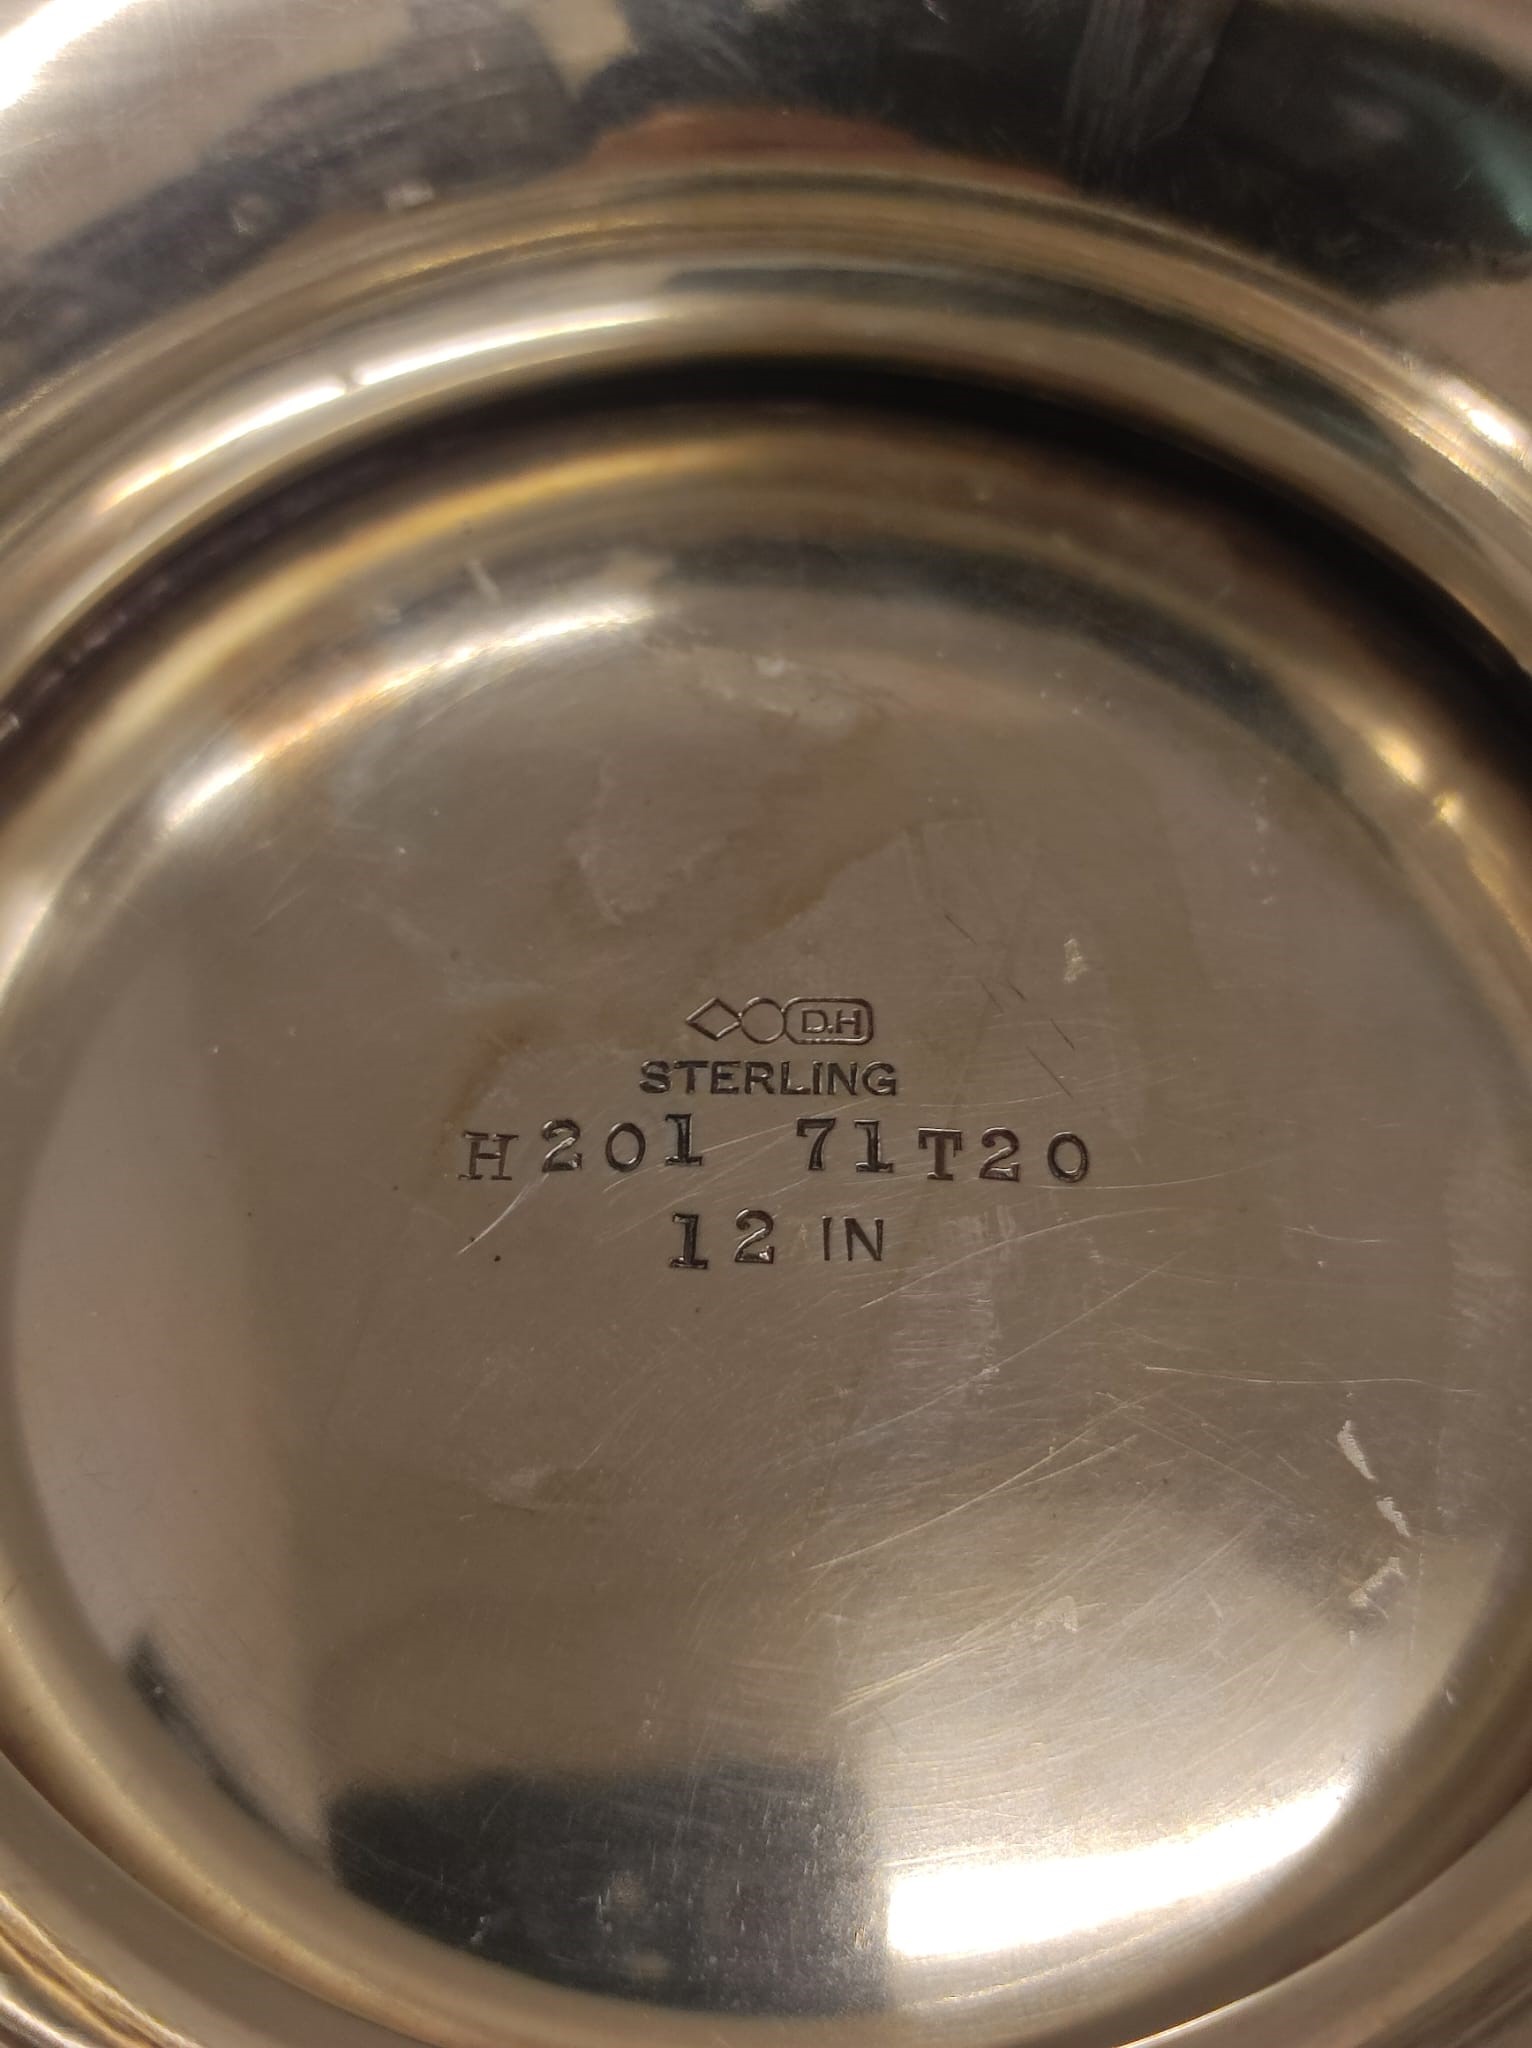 D.H
STERLING
H201 71T20
12 IN